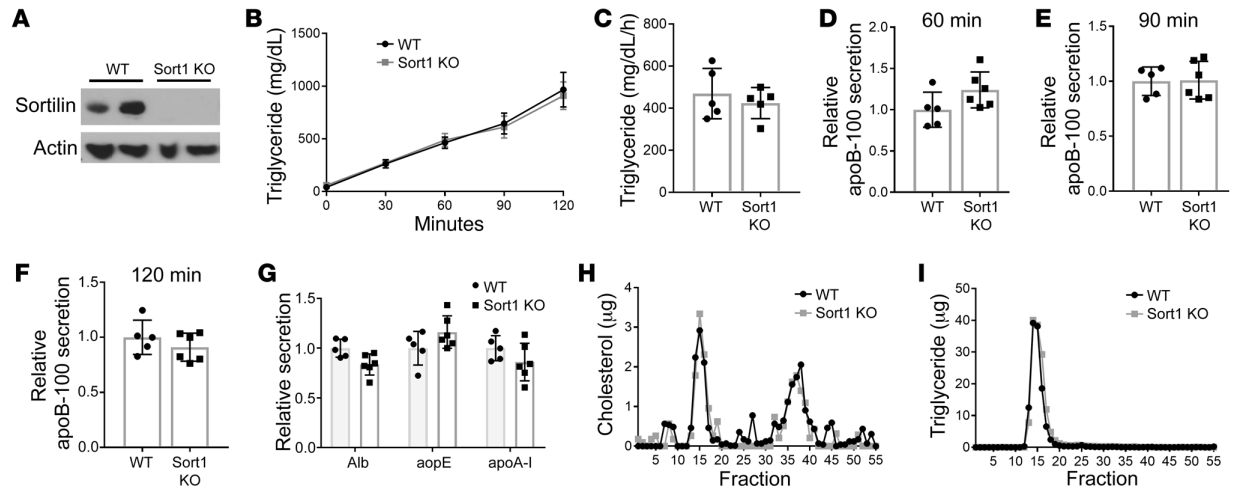 A
WT Sort1 KO
Sortilin
Actin
B
Triglyceride (mg/dL)
1500
1000
500
0
WT
Sort1 KO
0 30 60 90 120
Minutes
C
Triglyceride (mg/dL/h)
800
600
400
200
0
WT Sort1
KO
D
60 min
Relative
apoB-100 secretion
2.0
1.5
1.0
0.5
0.0
WT Sort1
KO
E
90 min
Relative
apoB-100 secretion
1.5
1.0
0.5
0.0
WT Sort1
KO
F
120 min
Relative
apoB-100 secretion
1.5
1.0
0.5
0.0
WT Sort1
KO
G
Relative secretion
1.5
1.0
0.5
0.0
WT
Sort1 KO
Alb aopE apoA-I
H
Cholesterol (μg)
4
3
2
1
0
WT
Sort1 KO
5 10 15 20 25 30 35 40 45 50 55
Fraction
I
Triglyceride (μg)
50
40
30
20
10
0
WT
Sort1 KO
5 10 15 20 25 30 35 40 45 50 55
Fraction